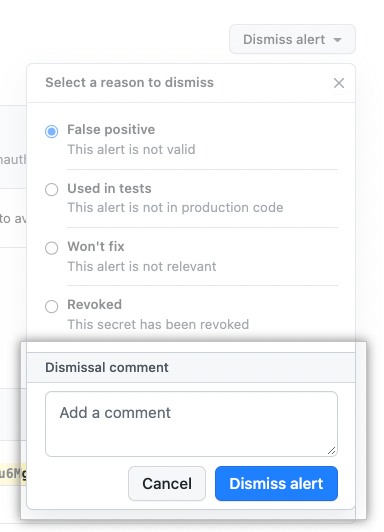 Dismiss alert
Select a reason to dismiss
False positive
This alert is not valid
nauth
Used in tests
This alert is not in production code
to av
Won't fix
This alert is not relevant
Revoked
This secret has been revoked
Dismissal comment
Add a comment
u6Mg
Cancel
Dismiss alert